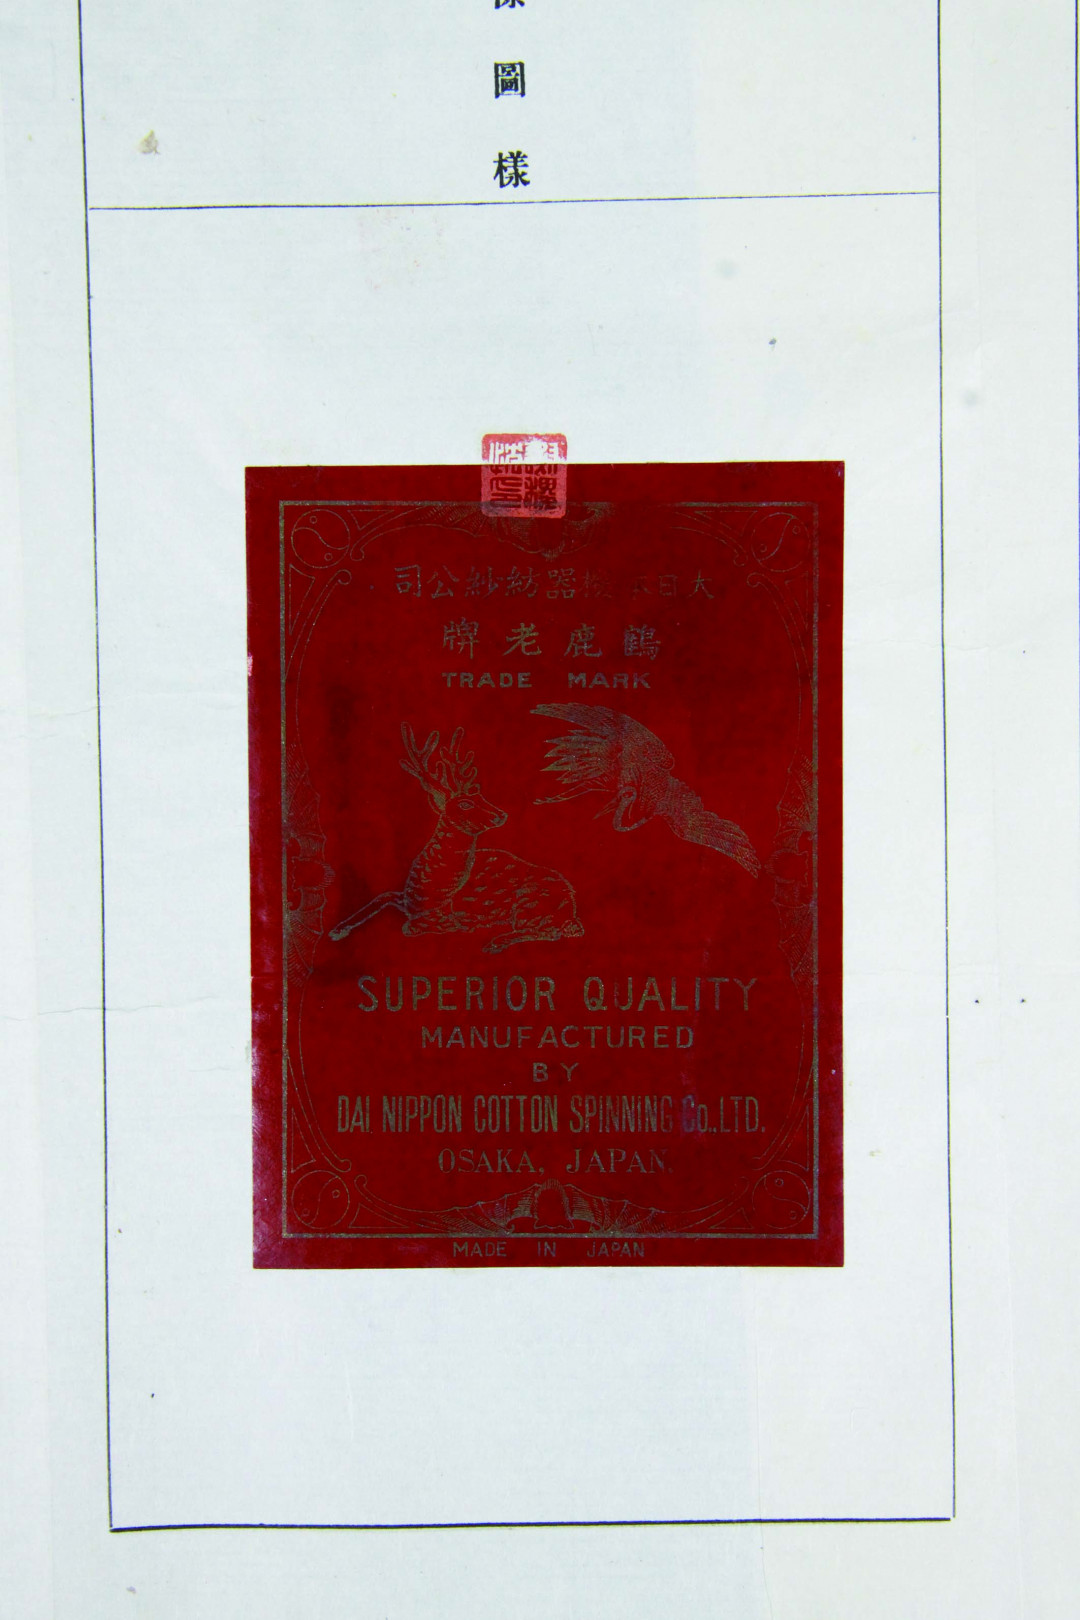 圖樣
大日本機器紡紗公司
鶴鹿老牌
TRADE MARK
SUPERIOR QUALITY
MANUFACTURED
BY
DAI NIPPON COTTON SPINNING Co.,LTD.
OSAKA, JAPAN.
MADE IN JAPAN